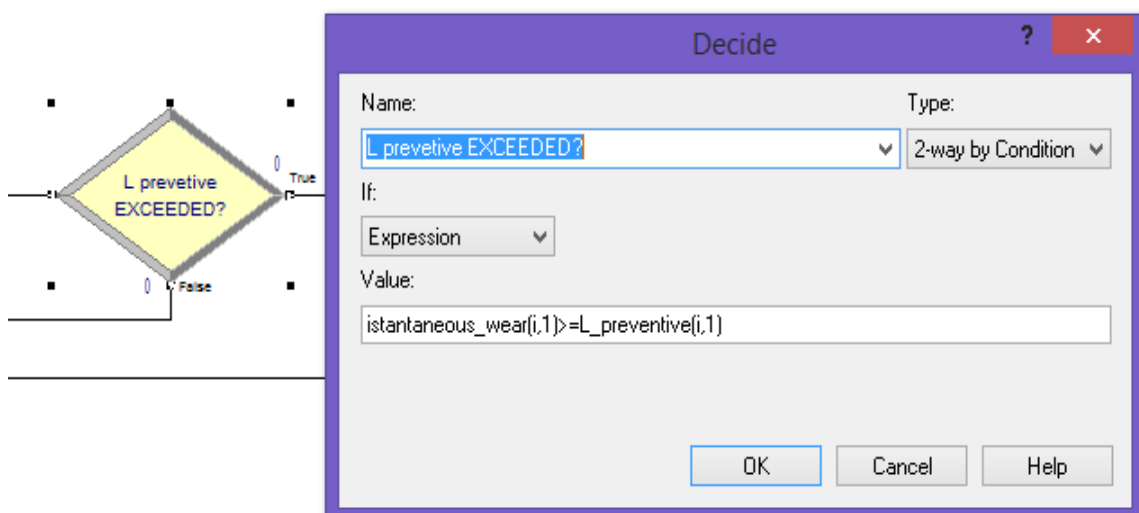 Decide
?
×
Name:
Type:
L prevetive EXCEEDED?
2-way by Condition
If:
Expression
Value:
istantaneous_wear(i,1)>=L_preventive(i,1)
OK
Cancel
Help
L prevetive
EXCEEDED?
0
True
0
False